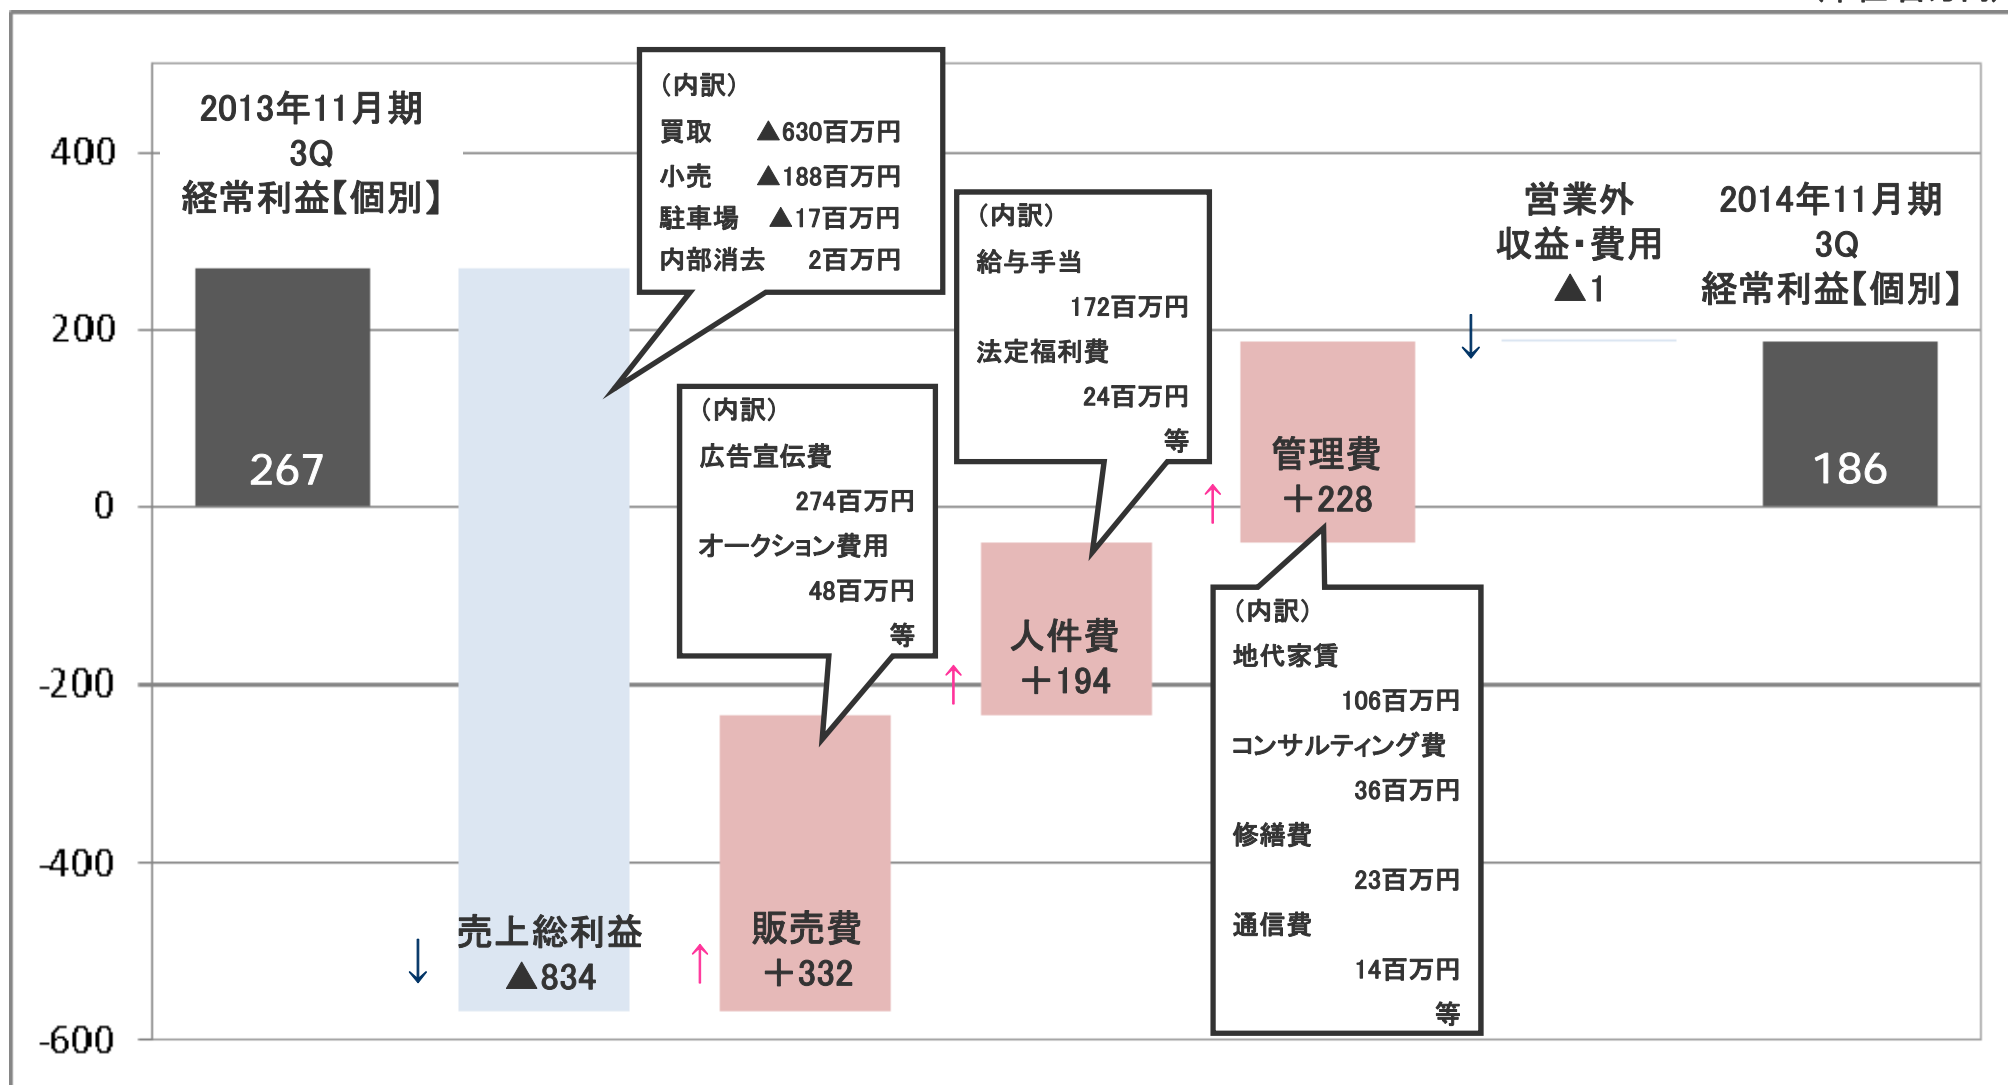 2013年11月期
3Q
経常利益【個別】
267
400
200
0
-200
-400
-600
（内訳）
買取 ▲630百万円
小売 ▲188百万円
駐車場 ▲17百万円
内部消去 2百万円
売上総利益
▲834
（内訳）
広告宣伝費
274百万円
オークション費用
48百万円
等
販売費
＋332
（内訳）
給与手当
172百万円
法定福利費
24百万円
等
人件費
＋194
管理費
＋228
（内訳）
地代家賃
106百万円
コンサルティング費
36百万円
修繕費
23百万円
通信費
14百万円
等
営業外
収益・費用
▲1
2014年11月期
3Q
経常利益【個別】
186